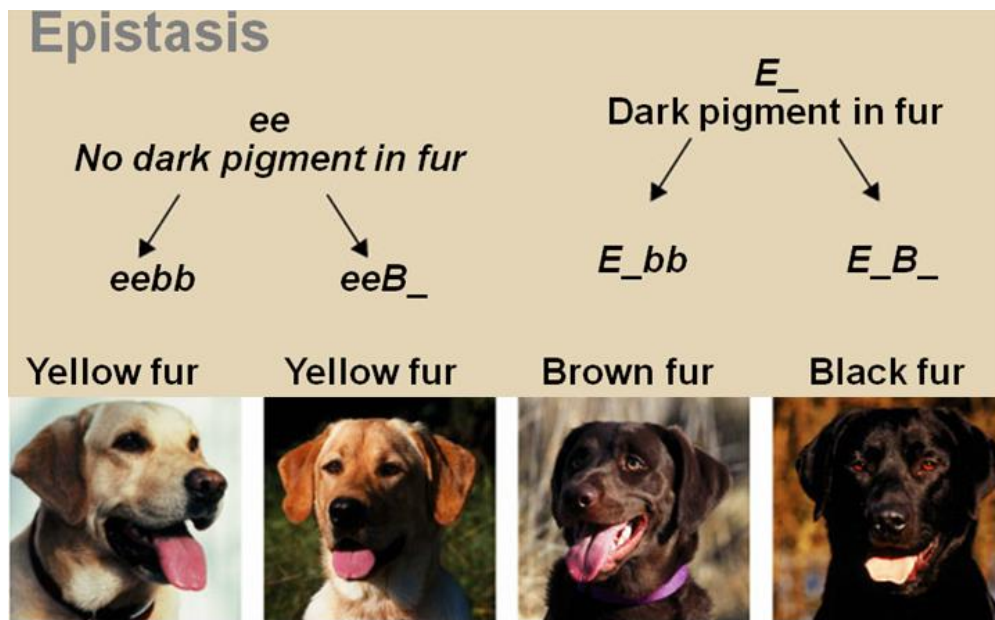 Epistasis
ee
No dark pigment in fur
E_
Dark pigment in fur
eebb
eeB_
E_bb
E_B_
Yellow fur
Yellow fur
Brown fur
Black fur